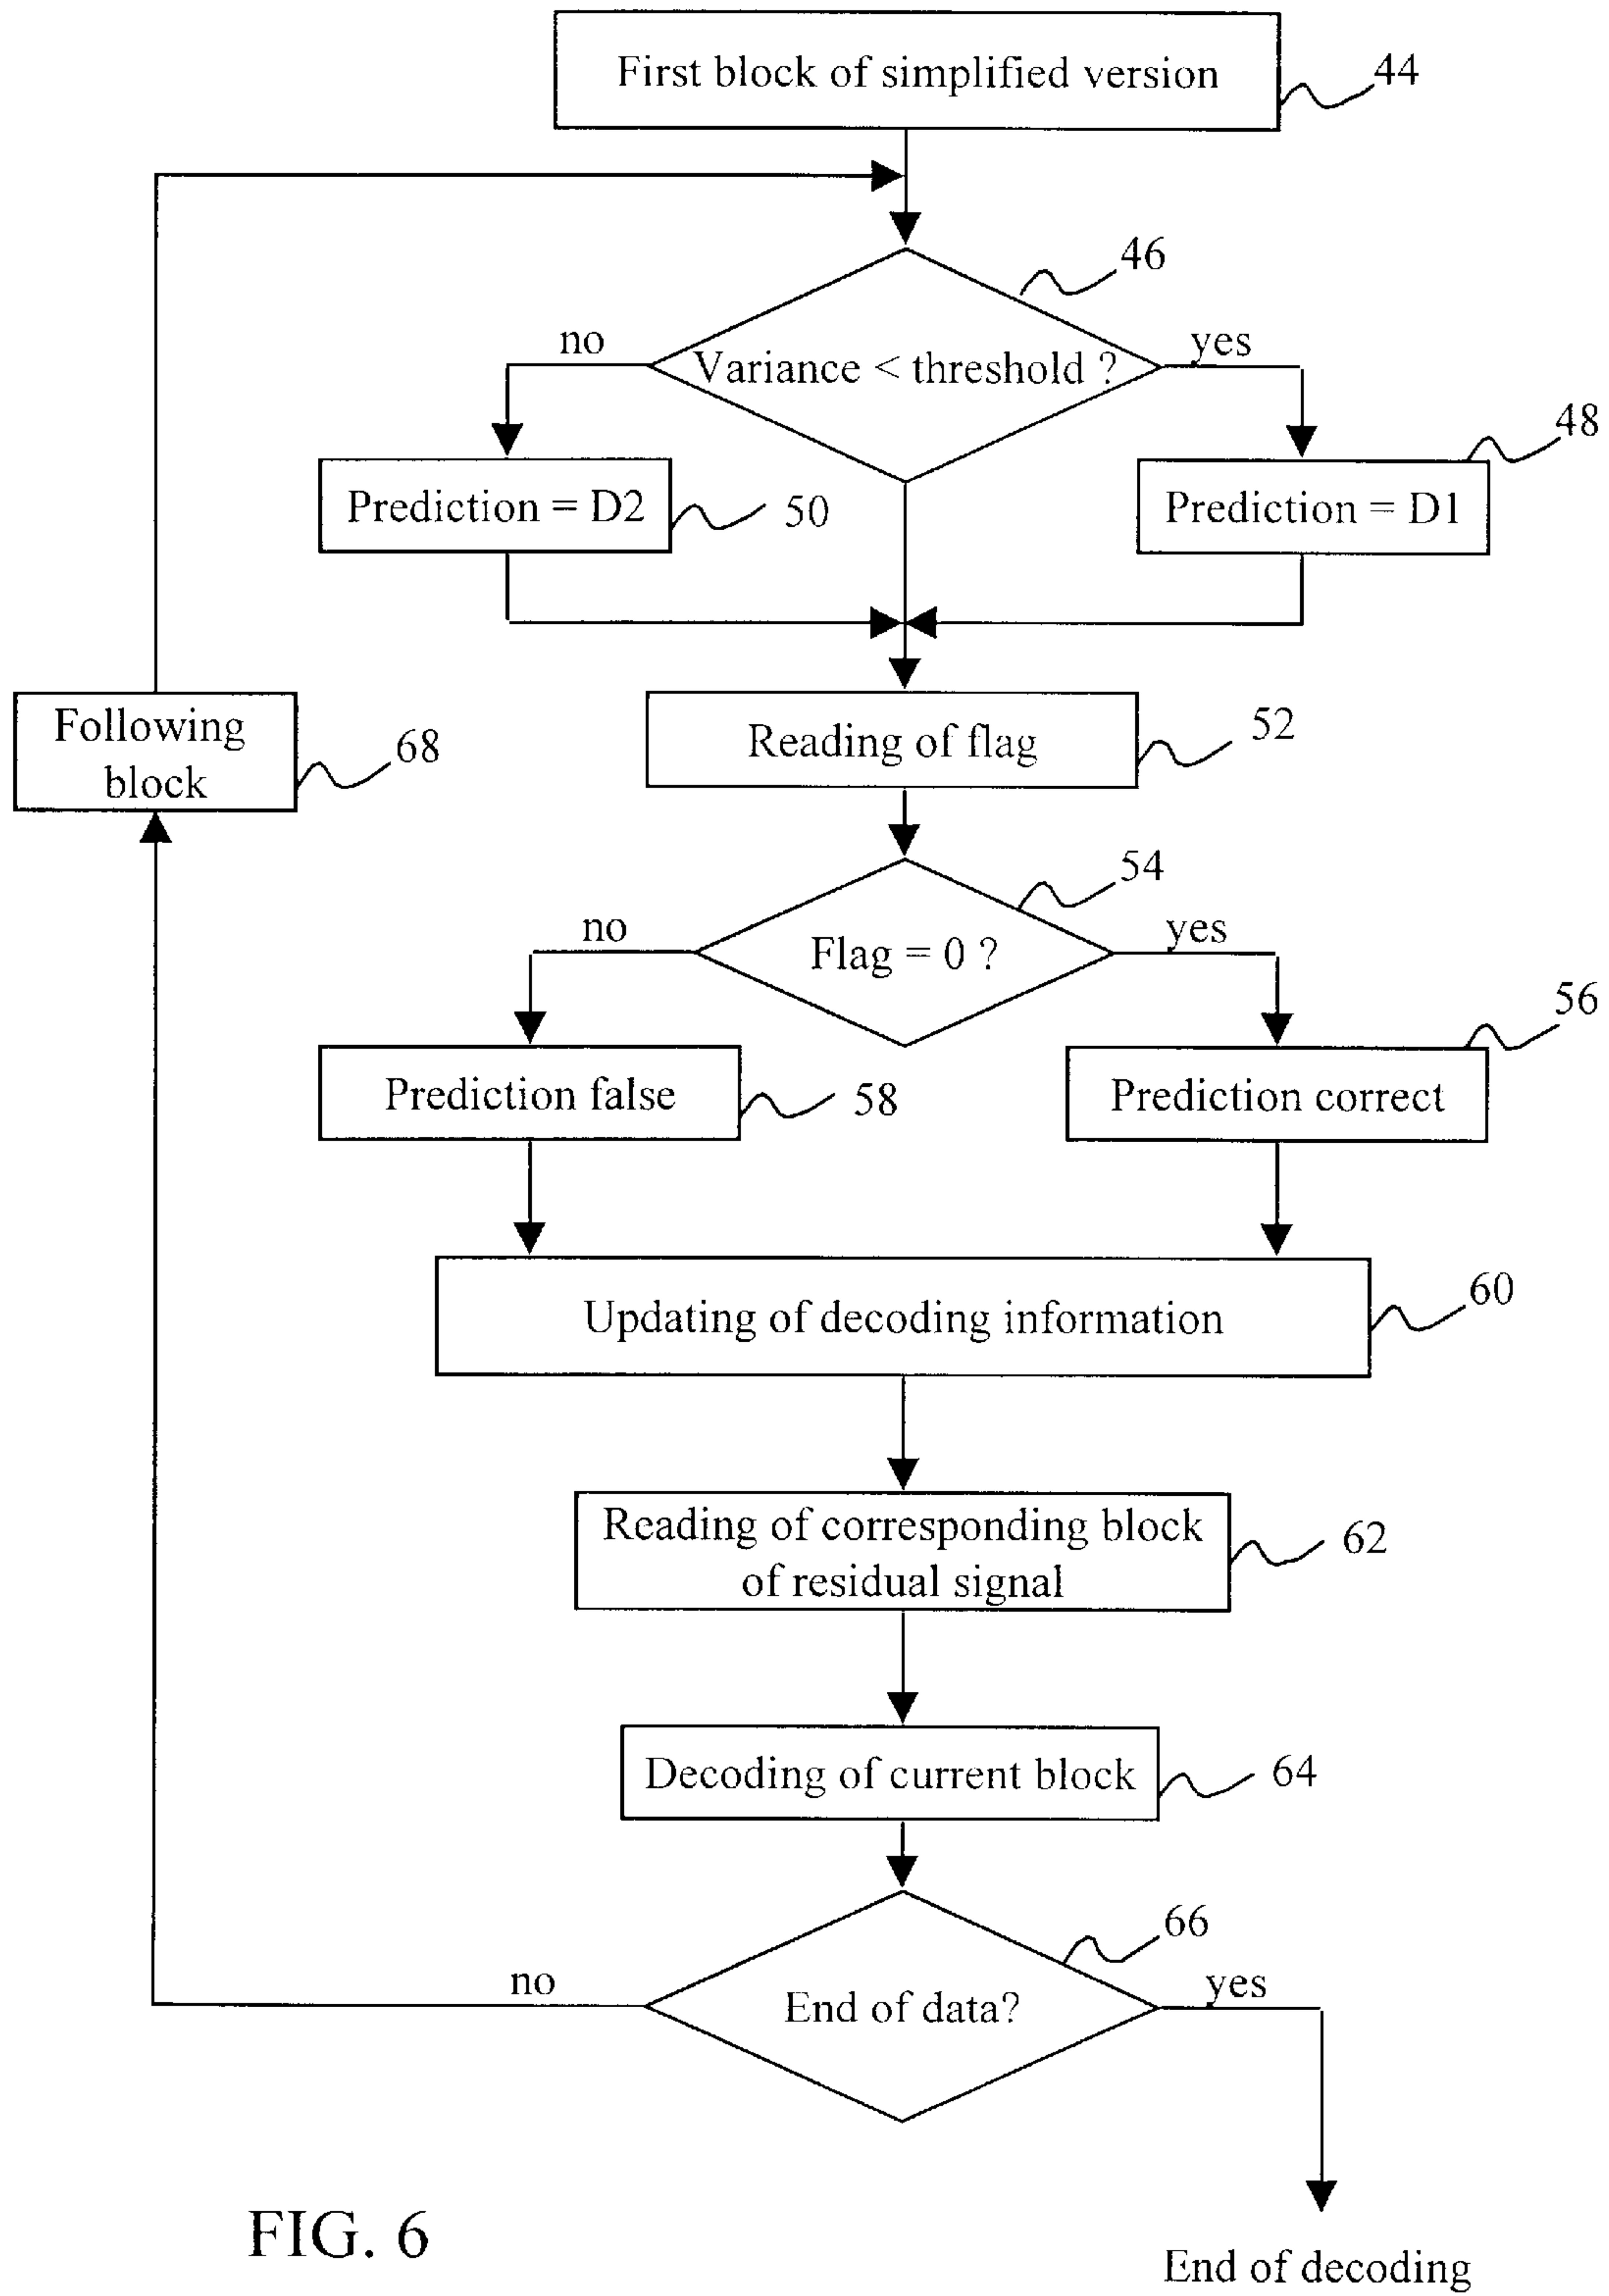 First block of simplified version
44
46
no
Variance < threshold ?
yes
48
Prediction = D2
50
Prediction = D1
Following
block
68
Reading of flag
52
54
no
Flag = 0 ?
yes
56
Prediction false
58
Prediction correct
60
Updating of decoding information
Reading of corresponding block
of residual signal
62
Decoding of current block
64
66
no
End of data?
yes
FIG. 6
End of decoding